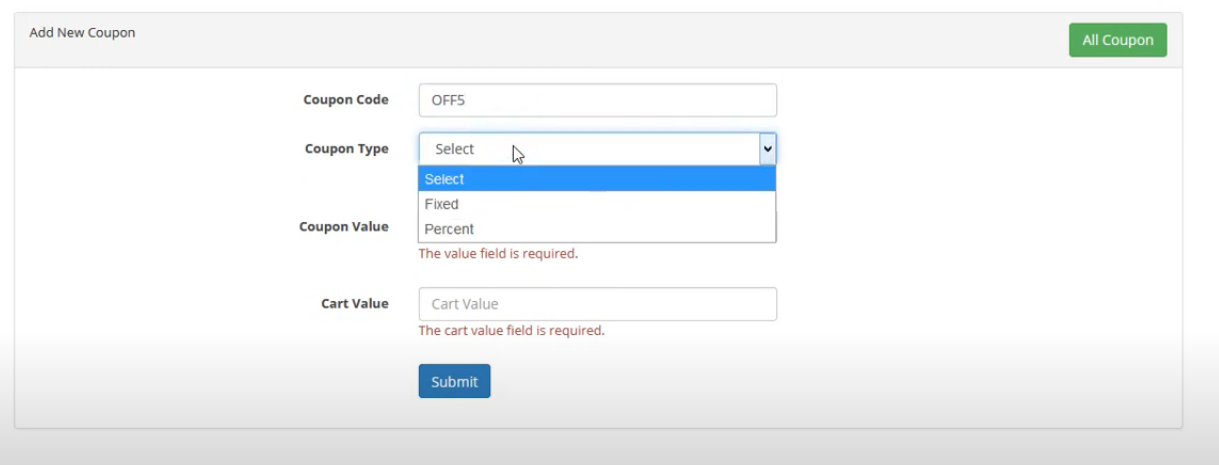 Add New Coupon
All Coupon
Coupon Code
OFF5
Coupon Type
Select
Select
Fixed
Percent
Coupon Value
The value field is required.
Cart Value
Cart Value
The cart value field is required.
Submit